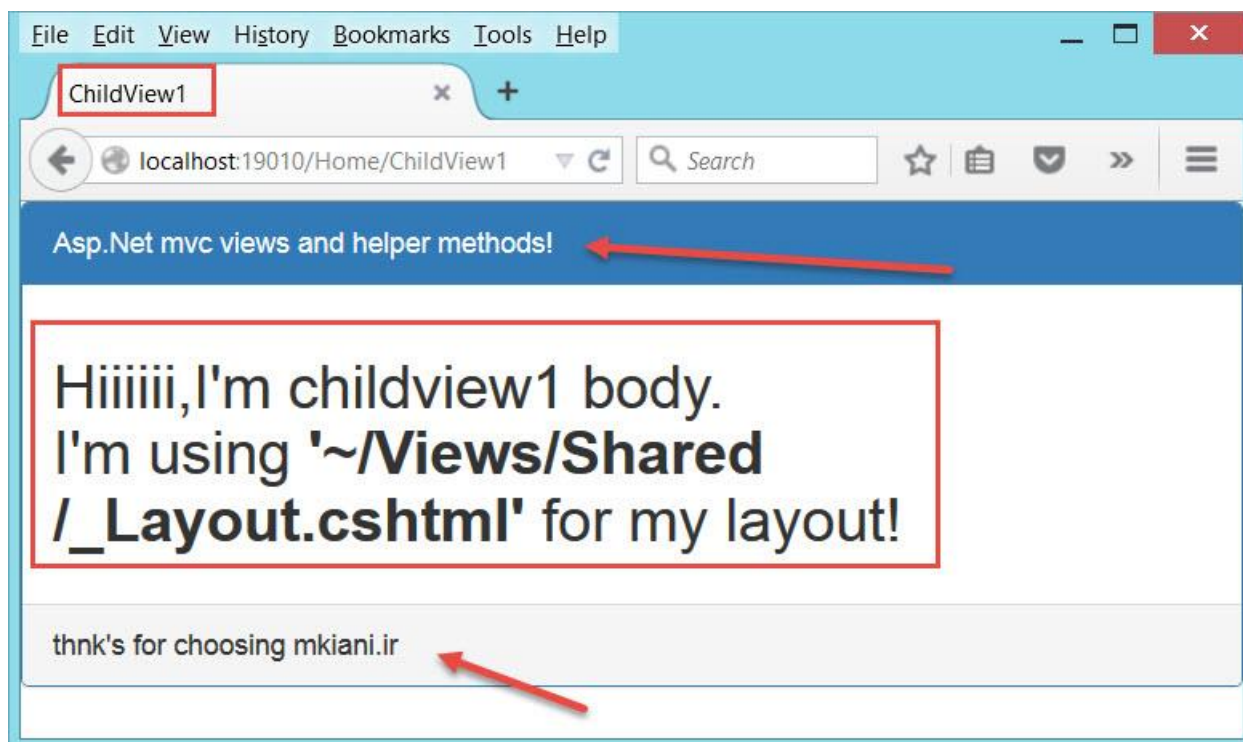 File Edit View History Bookmarks Tools Help
ChildView1
localhost:19010/Home/ChildView1 Search
Asp.Net mvc views and helper methods!
Hiiiiii,I'm childview1 body.
I'm using '~/Views/Shared
/_Layout.cshtml' for my layout!
thnk's for choosing mkiani.ir